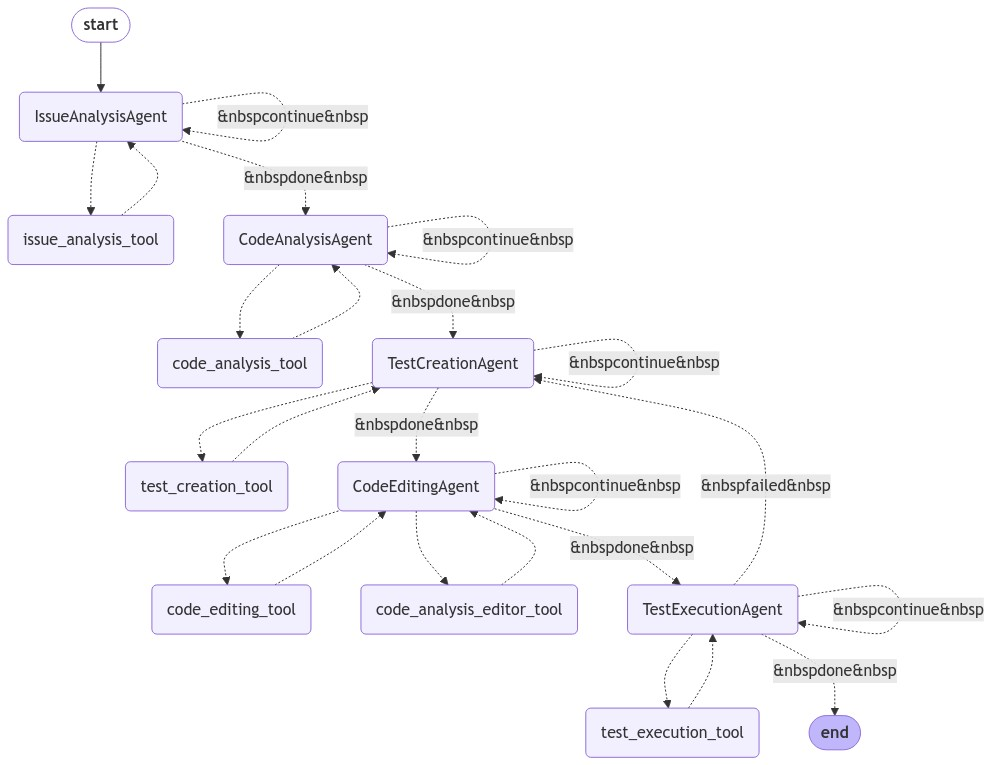 start
IssueAnalysisAgent
&nbspcontinue&nbsp
&nbspdone&nbsp
issue_analysis_tool
CodeAnalysisAgent
&nbspcontinue&nbsp
&nbspdone&nbsp
code_analysis_tool
TestCreationAgent
&nbspcontinue&nbsp
&nbspdone&nbsp
test_creation_tool
CodeEditingAgent
&nbspcontinue&nbsp
&nbspfailed&nbsp
&nbspdone&nbsp
code_editing_tool
code_analysis_editor_tool
TestExecutionAgent
&nbspcontinue&nbsp
&nbspdone&nbsp
test_execution_tool
end